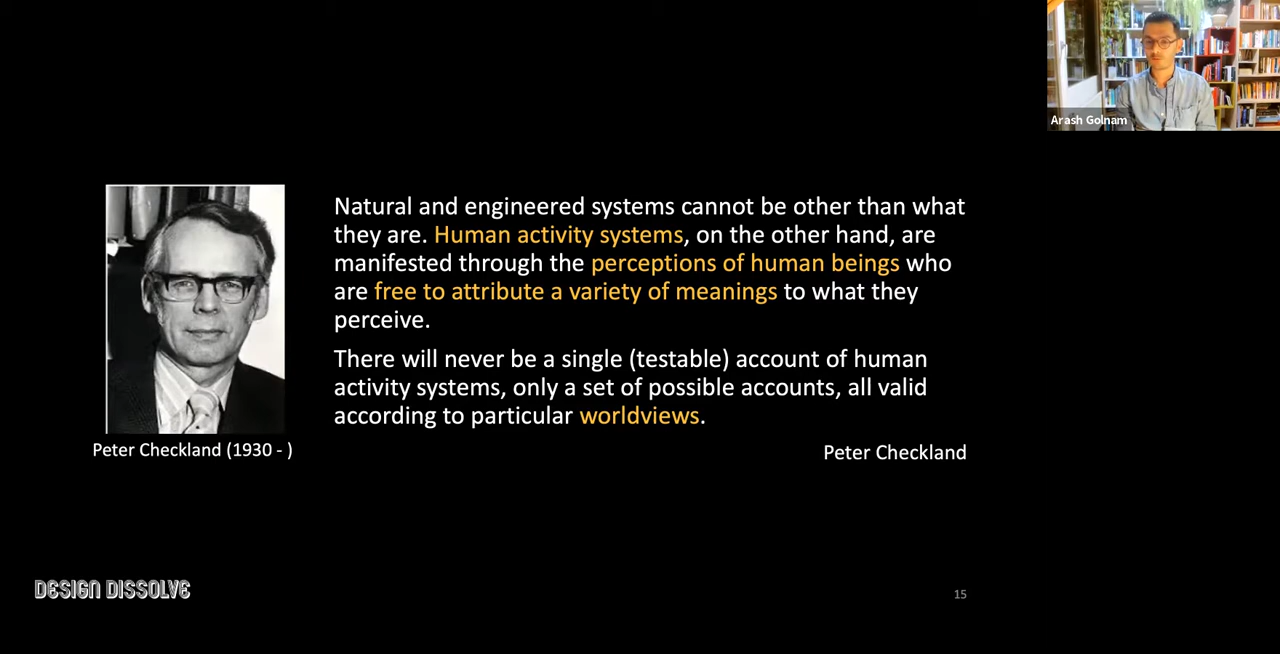 Arash Golnam
Natural and engineered systems cannot be other than what
they are. Human activity systems, on the other hand, are
manifested through the perceptions of human beings who
are free to attribute a variety of meanings to what they
perceive.
There will never be a single (testable) account of human
activity systems, only a set of possible accounts, all valid
according to particular worldviews.
Peter Checkland (1930 - )
Peter Checkland
DESIGN DISSOLVE
15